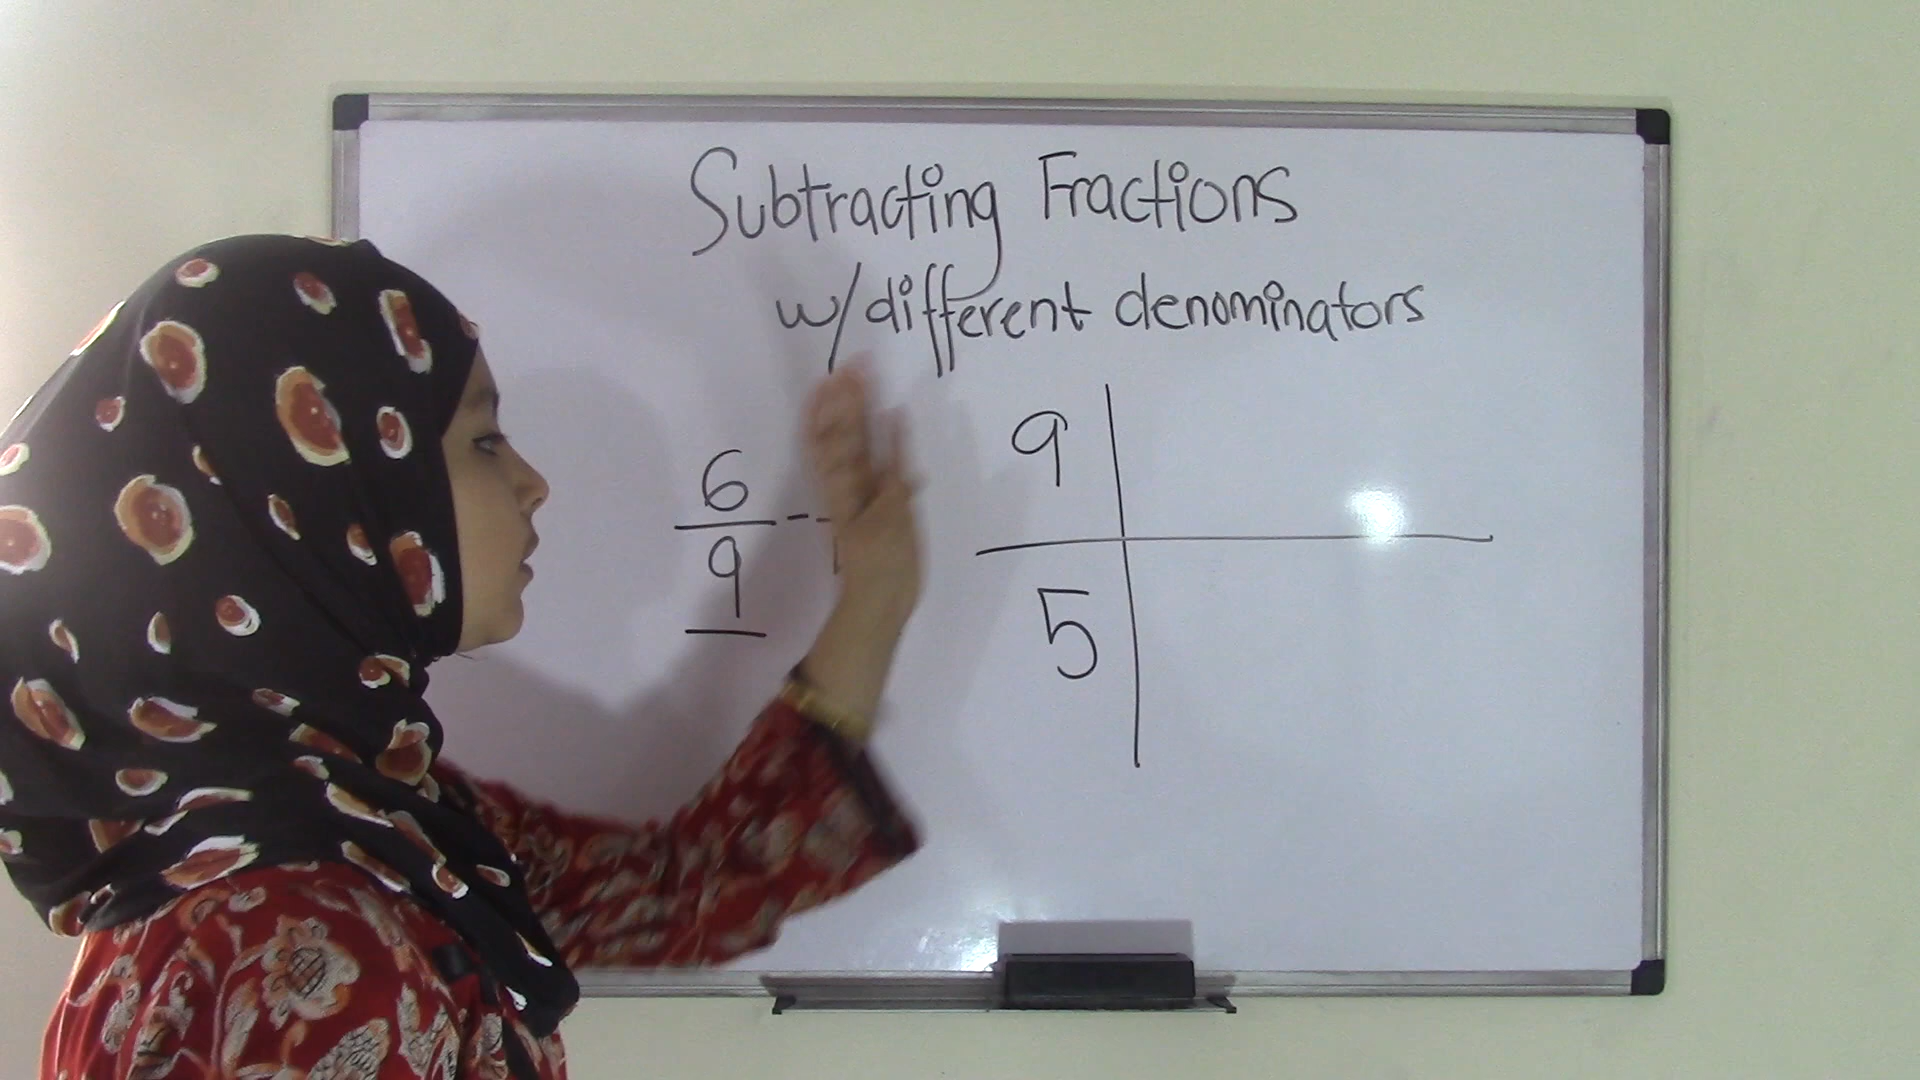 Subtracting Fractions
w/different denominators
6
9
-
9
5